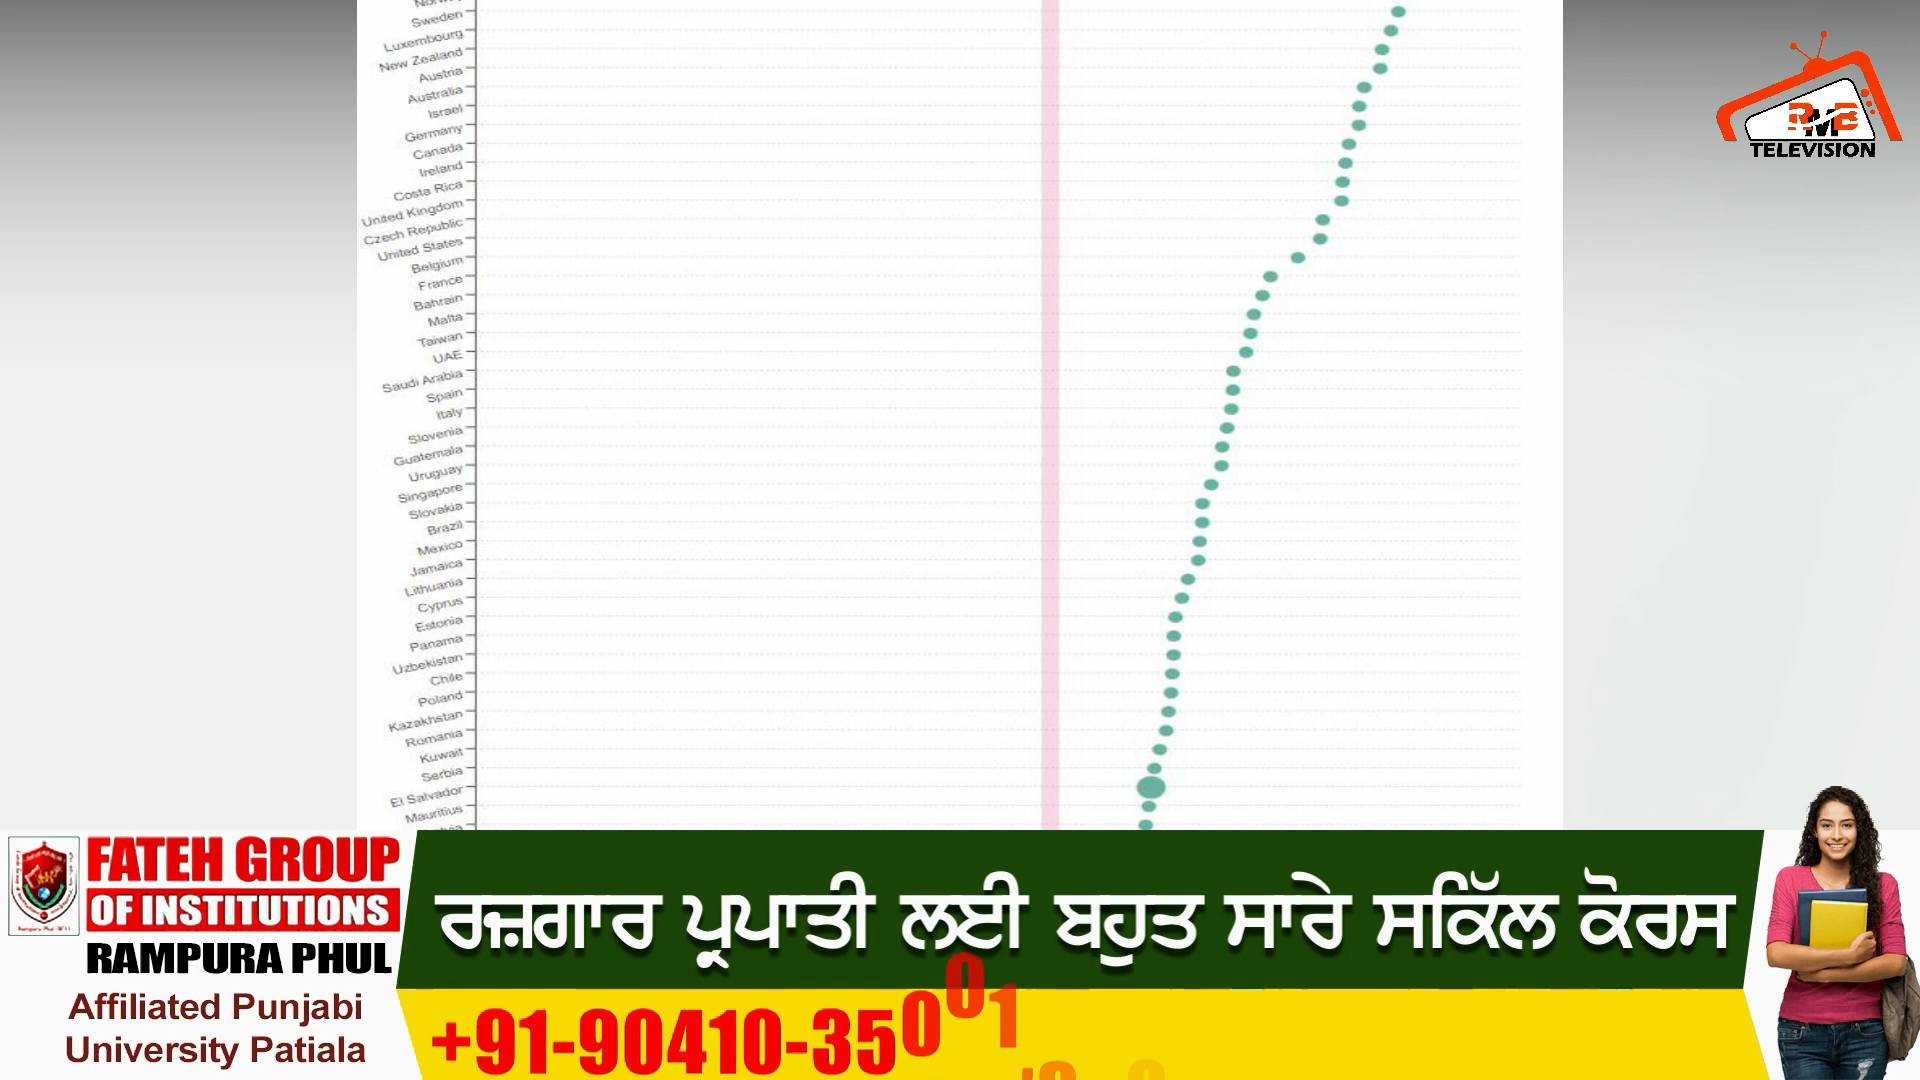 Sweden
Luxembourg
New Zealand
Austria
Australia
Israel
Germany
Canada
Ireland
Costa Rica
United Kingdom
Czech Republic
United States
Belgium
France
Bahrain
Malta
Taiwan
UAE
Saudi Arabia
Spain
Italy
Slovenia
Guatemala
Uruguay
Singapore
Slovakia
Brazil
Mexico
Jamaica
Lithuania
Cyprus
Estonia
Panama
Uzbekistan
Chile
Poland
Kazakhstan
Romania
Kuwait
Serbia
El Salvador
Mauritius
RMB
TELEVISION
FATEH GROUP
OF INSTITUTIONS
RAMPURA PHUL
Affiliated Punjabi
University Patiala
ਰਜ਼ਗਾਰ ਪ੍ਰਪਾਤੀ ਲਈ ਬਹੁਤ ਸਾਰੇ ਸਕਿੱਲ ਕੋਰਸ
+91-90410-35001